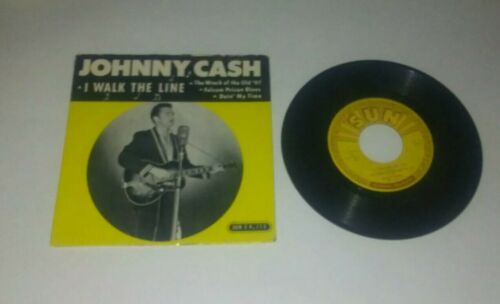 JOHNNY CASH
• I WALK THE LINE
• The Wreck of the Old '97
• Folsom Prison Blues
• Doin' My Time
SUN